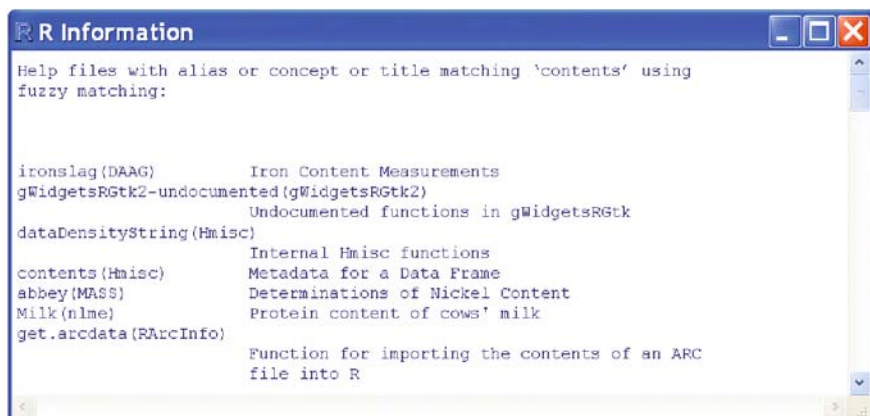 R R Information
Help files with alias or concept or title matching ‘contents’ using
fuzzy matching:
ironslag(DAAG) Iron Content Measurements
gWidgetsRGtk2-undocumented(gWidgetsRGtk2)
Undocumented functions in gWidgetsRGtk
dataDensityString(Hmisc)
Internal Hmisc functions
contents(Hmisc) Metadata for a Data Frame
abbey(MASS) Determinations of Nickel Content
Milk(nlme) Protein content of cows' milk
get.arcdata(RArcInfo)
Function for importing the contents of an ARC
file into R